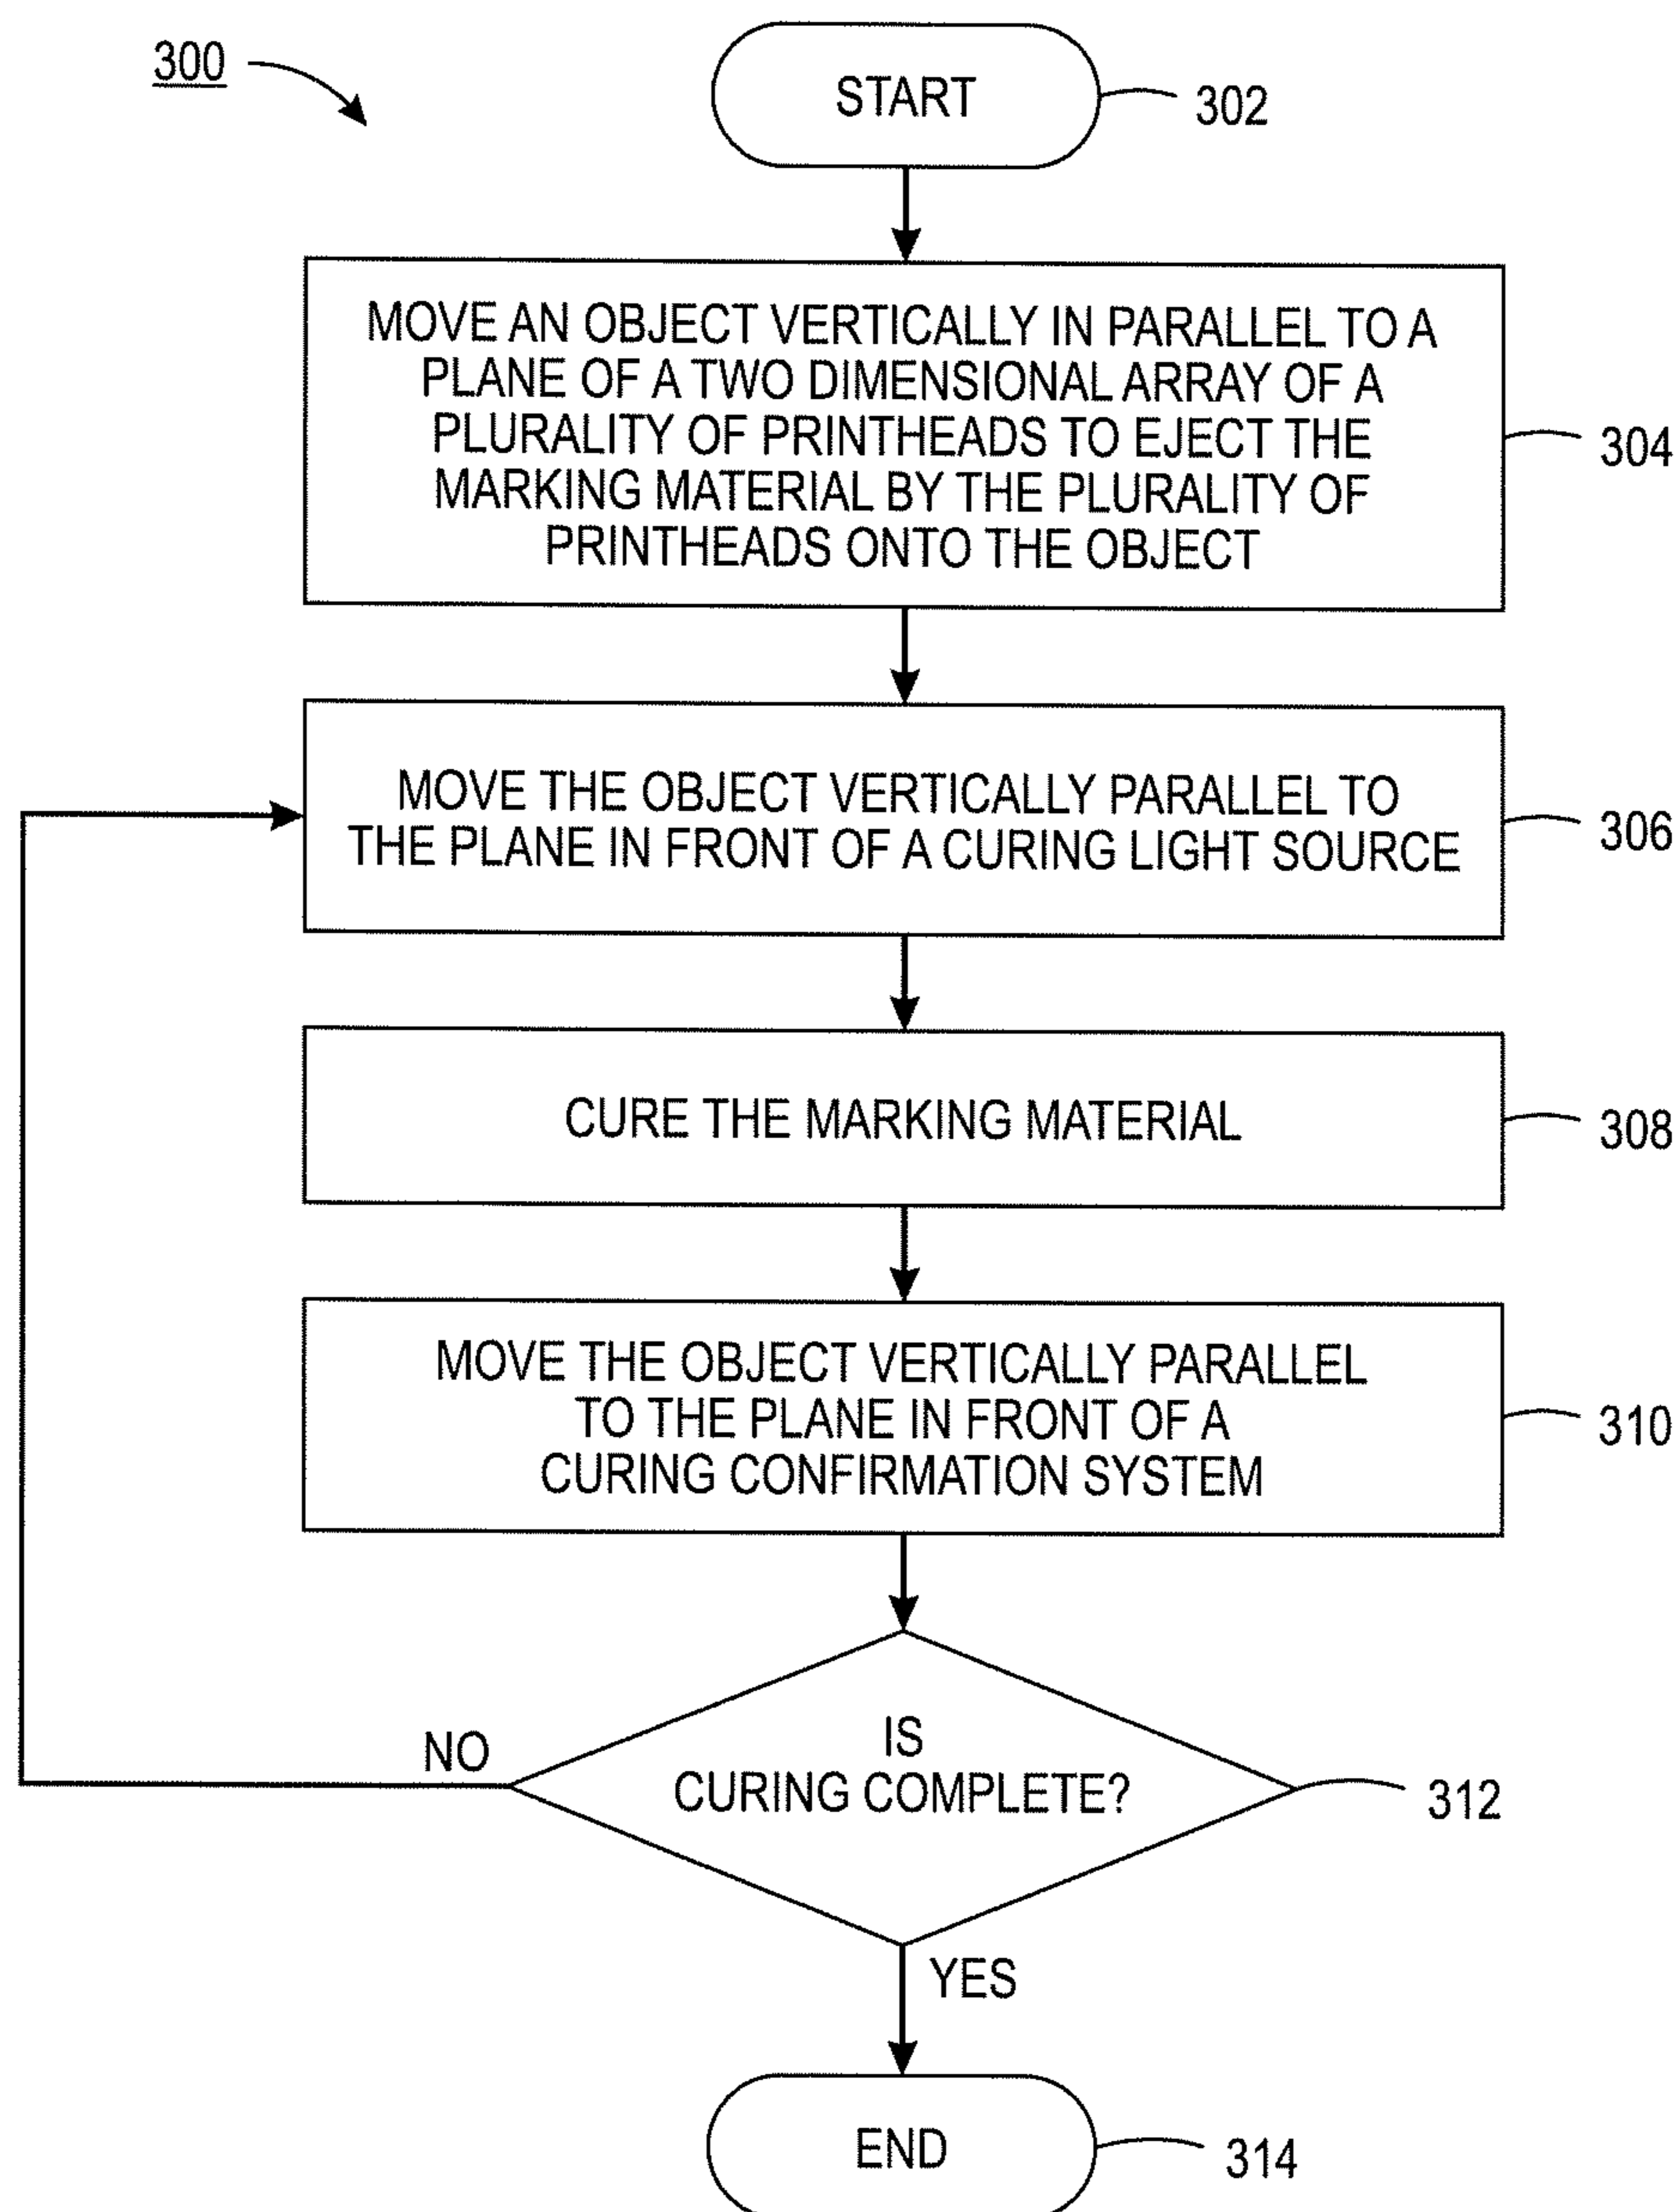 300
START
302
MOVE AN OBJECT VERTICALLY IN PARALLEL TO A
PLANE OF A TWO DIMENSIONAL ARRAY OF A
PLURALITY OF PRINTHEADS TO EJECT THE
MARKING MATERIAL BY THE PLURALITY OF
PRINTHEADS ONTO THE OBJECT
304
MOVE THE OBJECT VERTICALLY PARALLEL TO
THE PLANE IN FRONT OF A CURING LIGHT SOURCE
306
CURE THE MARKING MATERIAL
308
MOVE THE OBJECT VERTICALLY PARALLEL
TO THE PLANE IN FRONT OF A
CURING CONFIRMATION SYSTEM
310
IS
CURING COMPLETE?
312
NO
YES
END
314